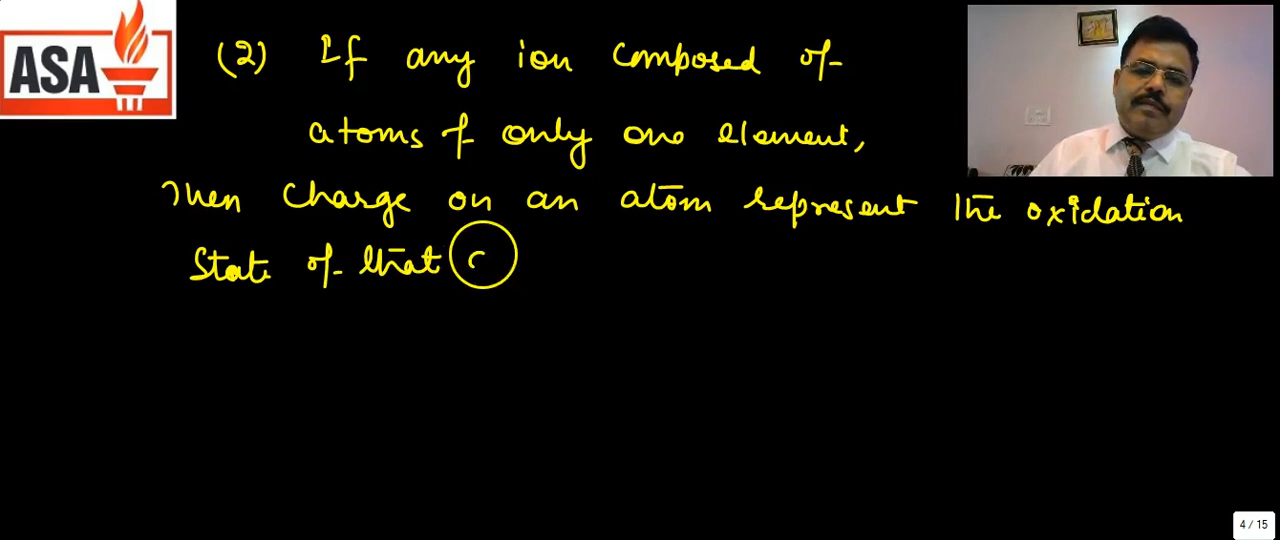 ASA
(2) If any ion composed of
atoms of only one element,
Then charge on an atom represent the oxidation
State of that
4 / 15